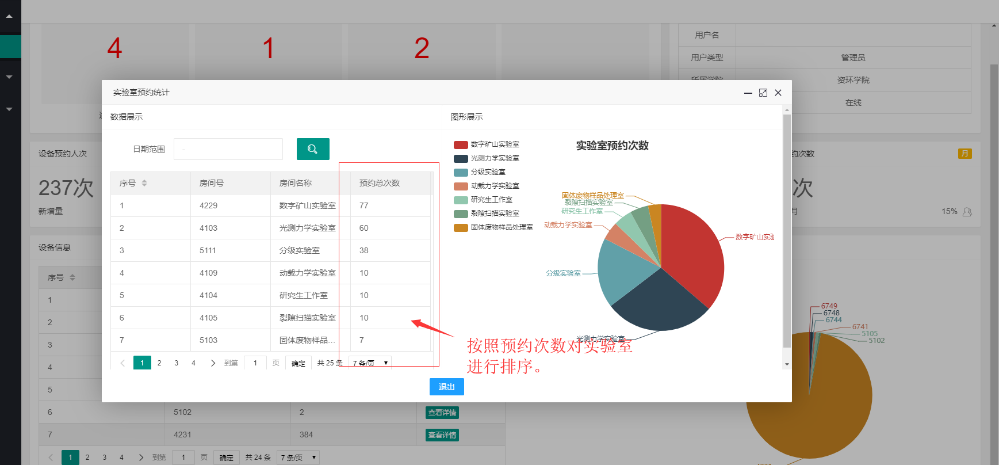 4
1
2
用户名
用户类型 管理员
所属学院 资环学院
在线
设备预约人次
237次
新增量
约次数
月
次
月
15%
设备信息
序号
1
2
3
4
5
6 5102 2 查看详情
7 4231 384 查看详情
1 2 3 4 到第 1 页 确定 共 24 条 7 条/页
实验室预约统计
数据展示
日期范围 -
序号 房间号 房间名称 预约总次数
1 4229 数字矿山实验室 77
2 4103 光测力学实验室 60
3 5111 分级实验室 38
4 4109 动载力学实验室 10
5 4104 研究生工作室 10
6 4105 裂隙扫描实验室 10
7 5103 固体废物样品... 7
1 2 3 4 到第 1 页 确定 共 25 条 7 条/页
图形展示
数字矿山实验室
光测力学实验室
分级实验室
动载力学实验室
研究生工作室
裂隙扫描实验室
固体废物样品处理室
实验室预约次数
固体废物样品处理室
裂隙扫描实验室
研究生工作室
动载力学实验室
数字矿山实验
分级实验室
光测力学实验室
按照预约次数对实验室
进行排序。
退出
6749
6748
6744
6741
5105
5102